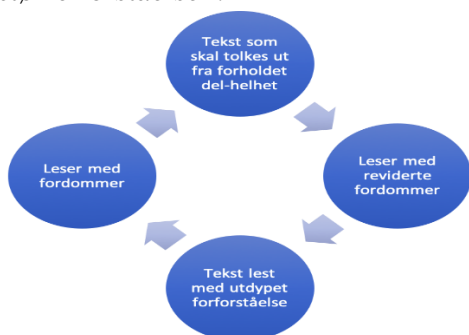 Tekst som
skal tolkes ut
fra forholdet
del-helhet
Leser med
fordommer
Leser med
reviderte
fordommer
Tekst lest
med utdypet
forforståelse